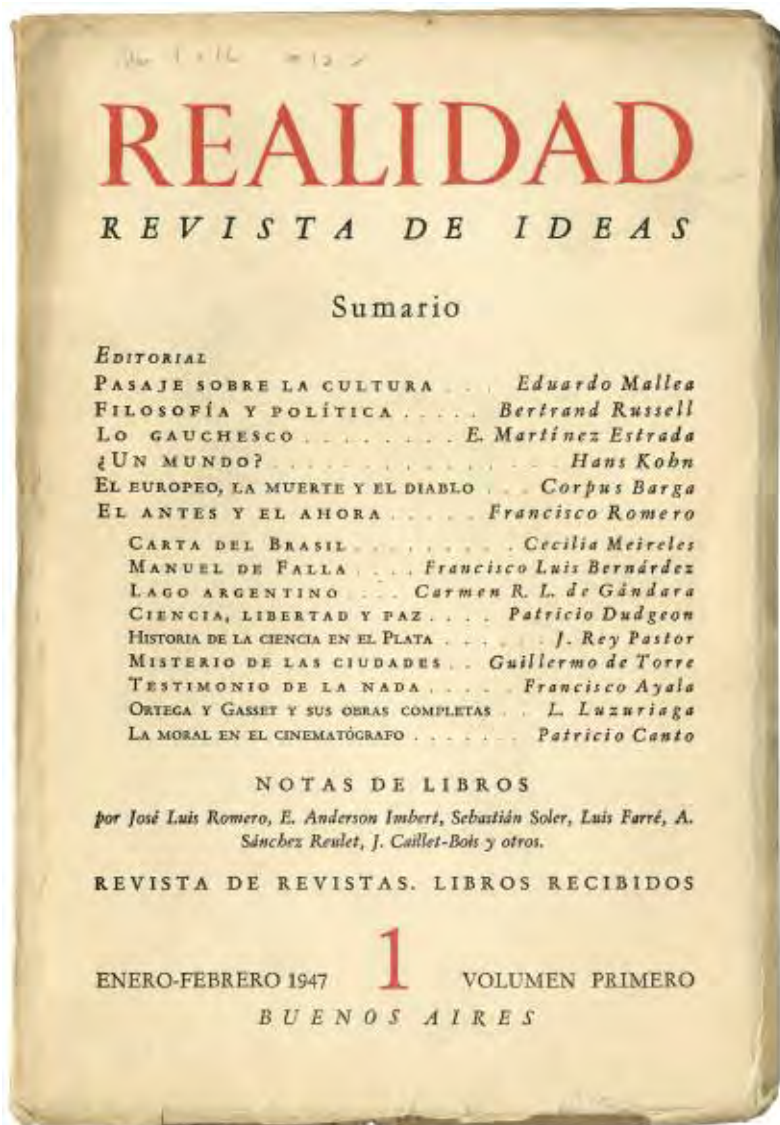 REALIDAD
REVISTA DE IDEAS
Sumario
EDITORIAL
PASAJE SOBRE LA CULTURA . . . Eduardo Mallea
FILOSOFÍA Y POLÍTICA . . . . . Bertrand Russell
LO GAUCHESCO . . . . . . . . E. Martínez Estrada
¿UN MUNDO? . . . . . . . . . . . . . . . Hans Kohn
EL EUROPEO, LA MUERTE Y EL DIABLO . . . Corpus Barga
EL ANTES Y EL AHORA . . . . . Francisco Romero
CARTA DEL BRASIL . . . . . . . . . Cecilia Meireles
MANUEL DE FALLA . . . . Francisco Luis Bernárdez
LAGO ARGENTINO . . . Carmen R. L. de Gándara
CIENCIA, LIBERTAD Y PAZ . . . . Patricio Dudgeon
HISTORIA DE LA CIENCIA EN EL PLATA . . . . . . J. Rey Pastor
MISTERIO DE LAS CIUDADES . . Guillermo de Torre
TESTIMONIO DE LA NADA . . . . . Francisco Ayala
ORTEGA Y GASSET Y SUS OBRAS COMPLETAS . . L. Luzuriaga
LA MORAL EN EL CINEMATÓGRAFO . . . . . . . Patricio Canto
NOTAS DE LIBROS
por José Luis Romero, E. Anderson Imbert, Sebastián Soler, Luis Farré, A.
Sánchez Reulet, J. Caillet-Bois y otros.
REVISTA DE REVISTAS. LIBROS RECIBIDOS
ENERO-FEBRERO 1947 1 VOLUMEN PRIMERO
BUENOS AIRES